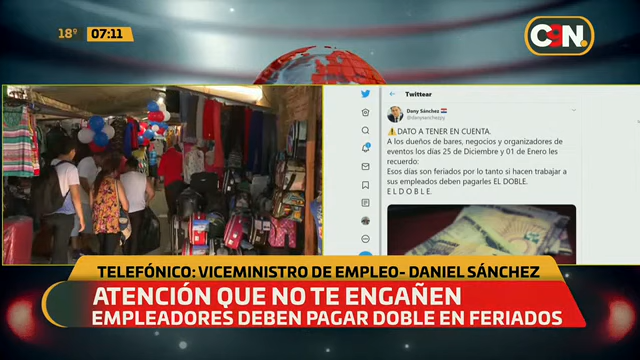 18º 07:11
C9N.
Twittear
Dany Sánchez
@danyxanchezpy
⚠DATO A TENER EN CUENTA.
A los dueños de bares, negocios y organizadores de
eventos los días 25 de Diciembre y 01 de Enero les
recuerdo:
Esos días son feriados por lo tanto si hacen trabajar a
sus empleados deben pagarles EL DOBLE.
E L D O B L E.
TELEFÓNICO: VICEMINISTRO DE EMPLEO- DANIEL SÁNCHEZ
ATENCIÓN QUE NO TE ENGAÑEN
EMPLEADORES DEBEN PAGAR DOBLE EN FERIADOS